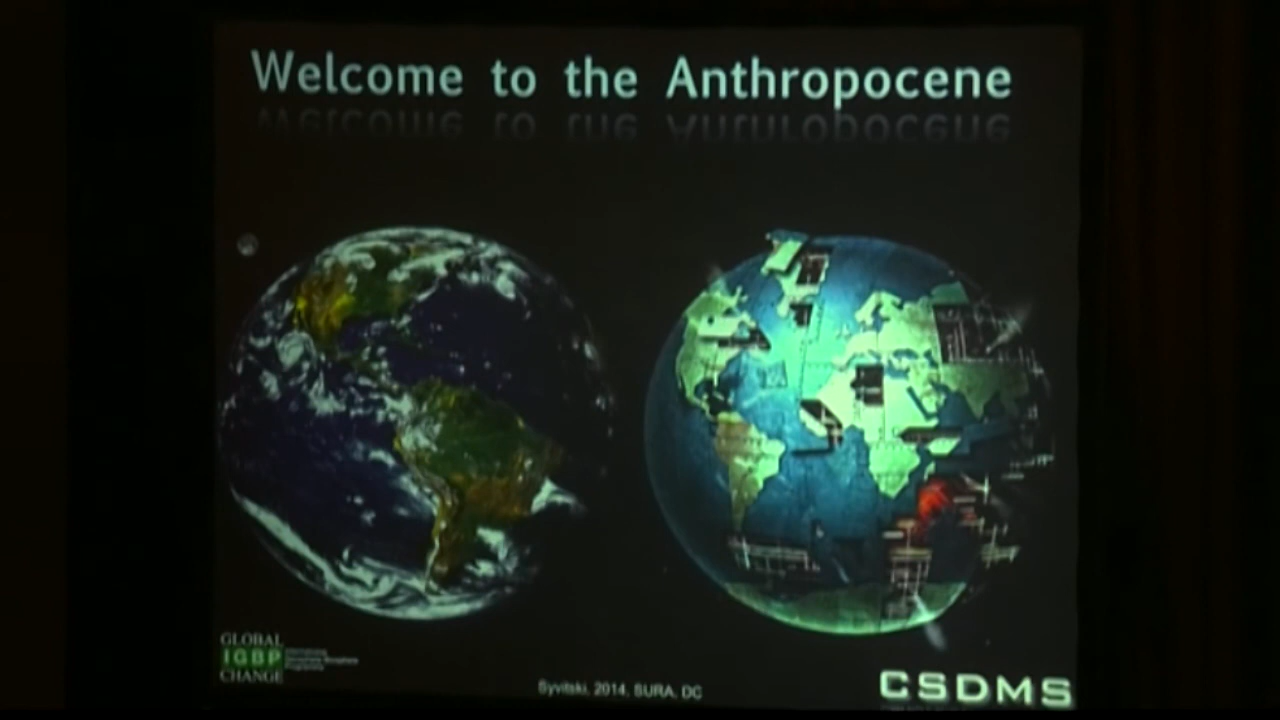 Welcome to the Anthropocene
GLOBAL
IGBP
CHANGE
Syvitski, 2014, SURA, DC
CSDMS